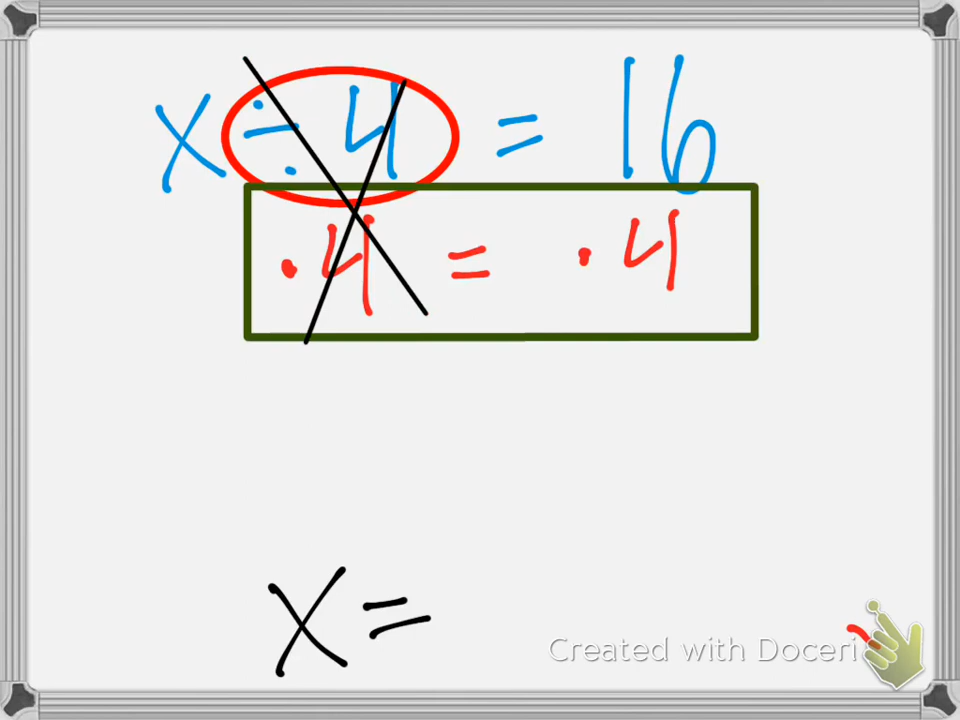 x ÷ 4 = 16
· 4 = · 4
x =
Created with Doceri